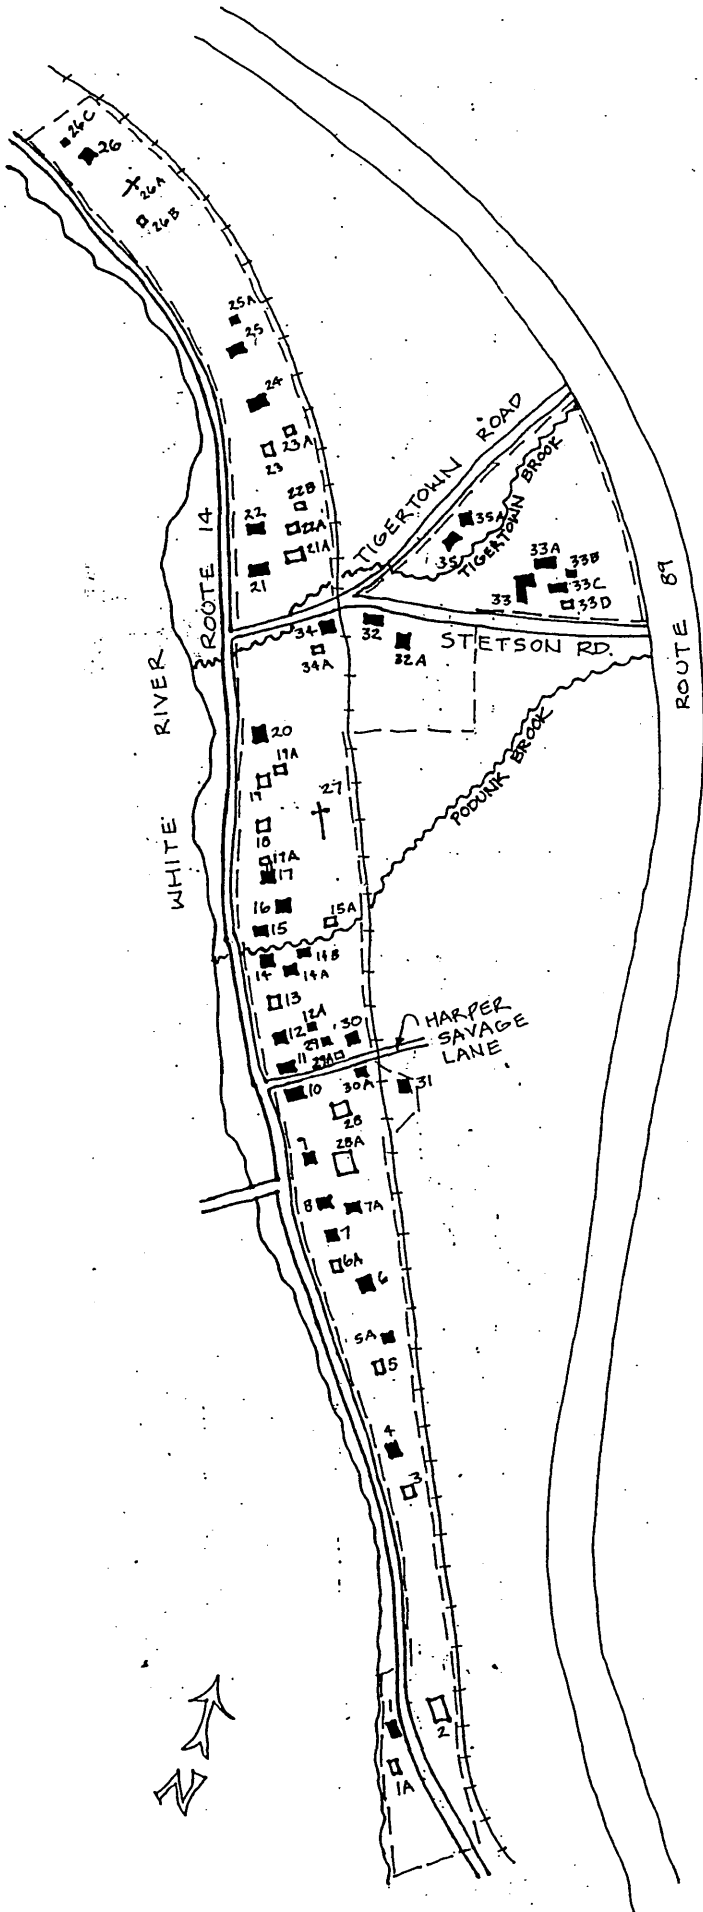 26C
26
26A
26B
25A
25
24
23A
23
22B
22
22A
21A
21
ROUTE 14
TIGERTOWN ROAD
TIGERTOWN BROOK
35A
35
33A
33B
33C
33
33D
34
32
34A
32A
STETSON RD.
ROUTE 89
WHITE RIVER
20
19A
19
27
18
17A
17
PODUNK BROOK
16
15A
15
14B
14
14A
13
12A
12
29
30
29A
11
HARPER
SAVAGE
LANE
10
30A
31
28
9
28A
8
7A
7
6A
6
5A
5
4
3
1
2
1A
N